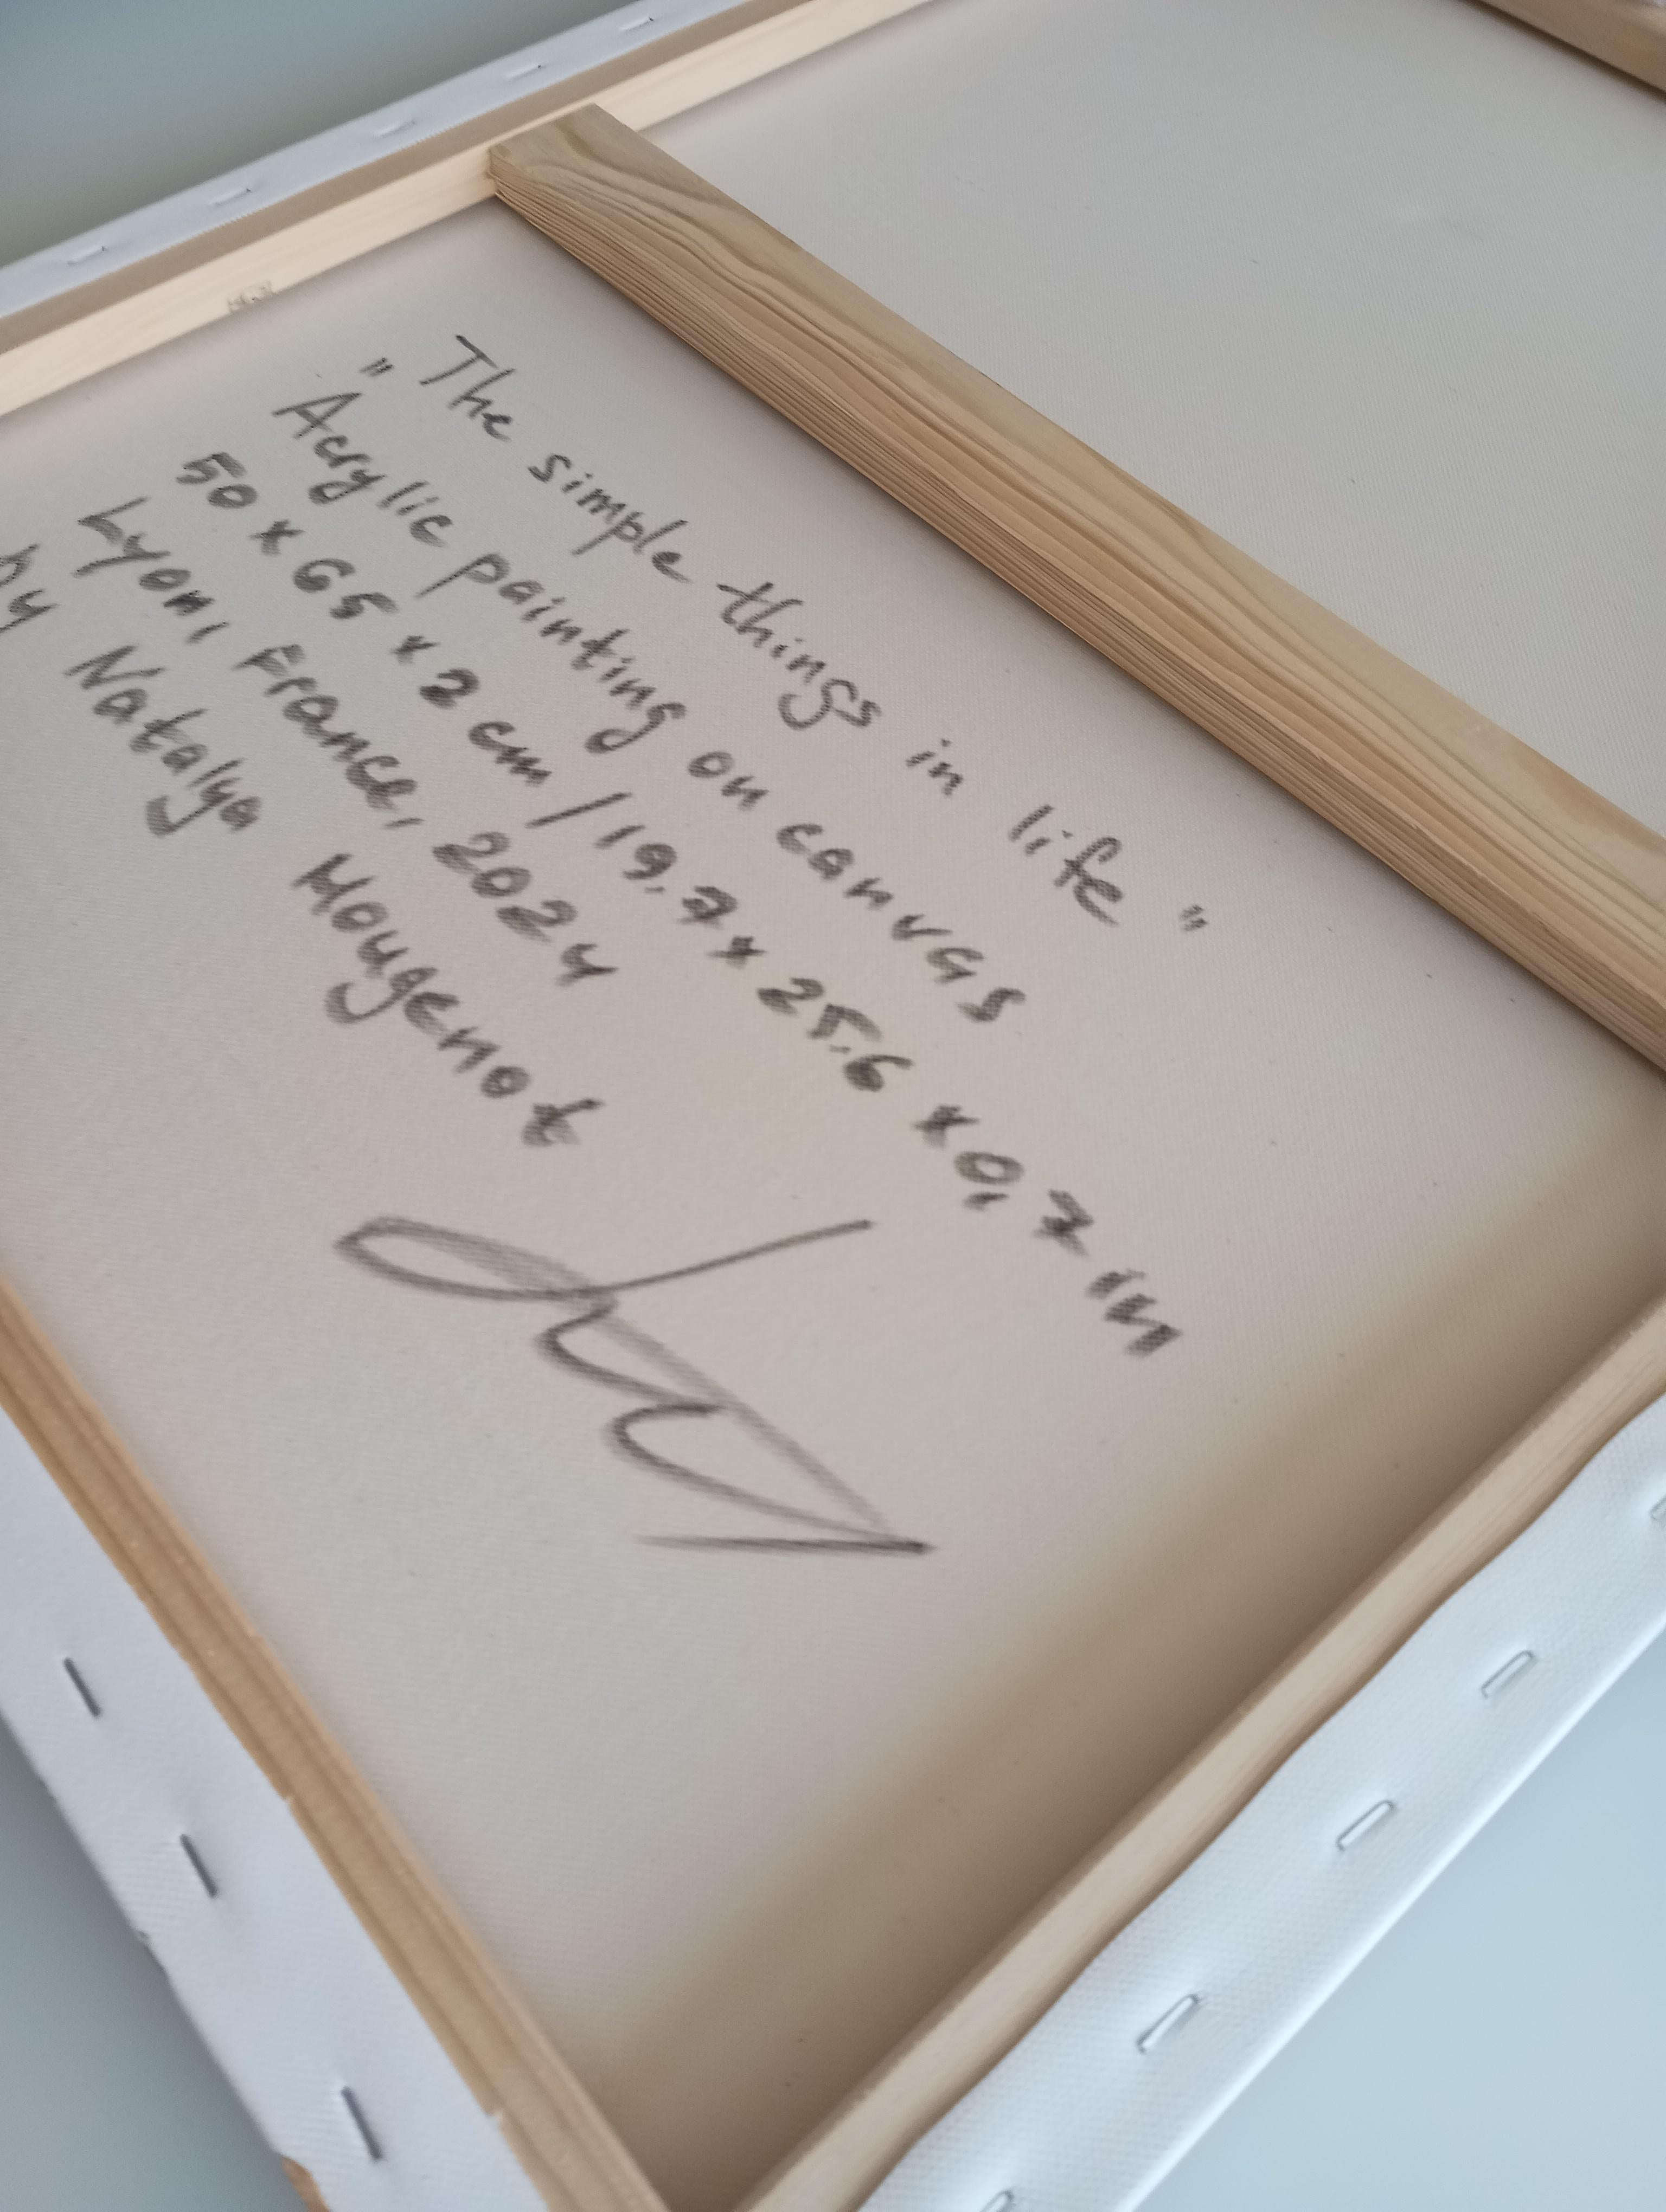 "The simple things in life"
Acrylic painting on canvas
50 x 65 x 2 cm / 19.7 x 25.6 x 0,7 in
Lyon, France, 2024
by Natalya Mougenot